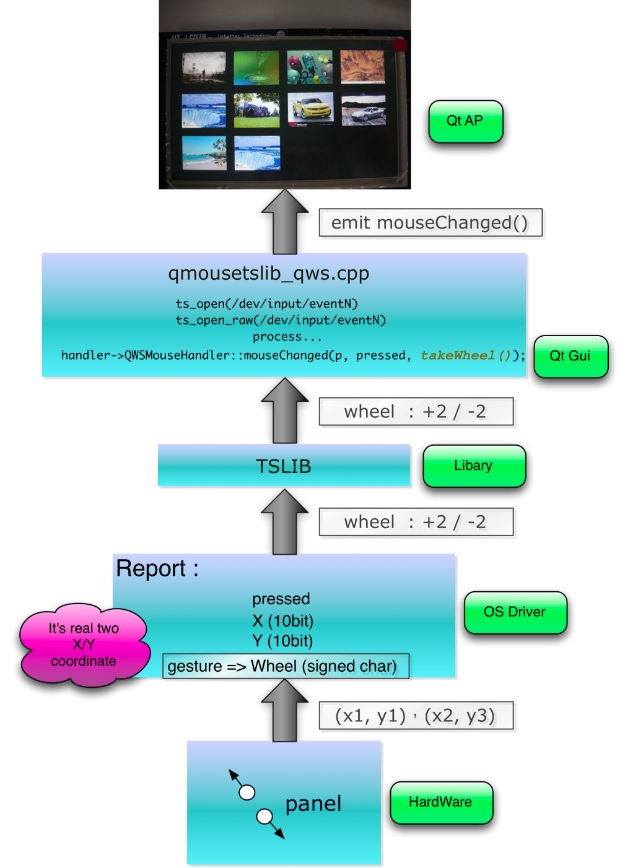 Qt AP
emit mouseChanged()
qmousetslib_qws.cpp
ts_open(/dev/input/eventN)
ts_open_raw(/dev/input/eventN)
process...
handler->QWSMouseHandler::mouseChanged(p, pressed, takeWheel());
Qt Gui
wheel : +2 / -2
TSLIB
Libary
wheel : +2 / -2
Report :
pressed
X (10bit)
Y (10bit)
gesture => Wheel (signed char)
OS Driver
It's real two
X/Y
coordinate
(x1, y1)，(x2, y3)
panel
HardWare